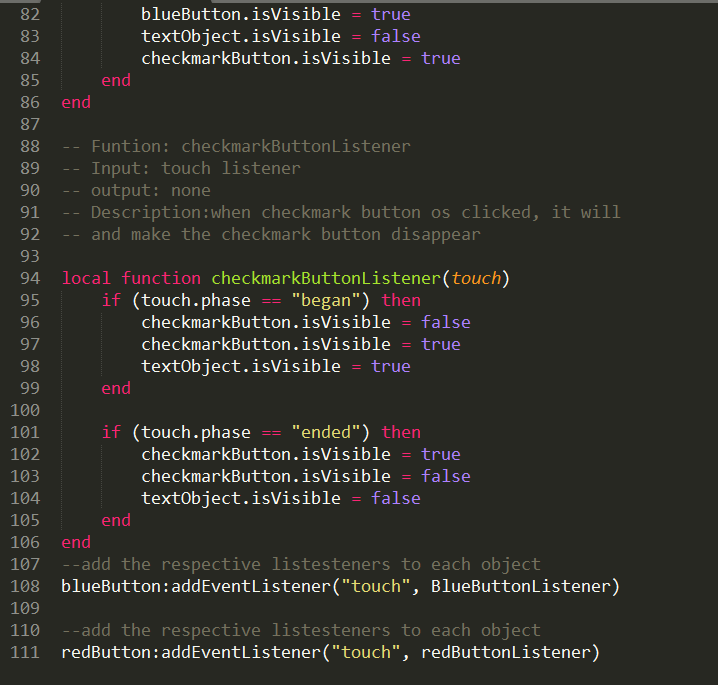 82 blueButton.isVisible = true
83 textObject.isVisible = false
84 checkmarkButton.isVisible = true
85 end
86 end
87
88 -- Funtion: checkmarkButtonListener
89 -- Input: touch listener
90 -- output: none
91 -- Description:when checkmark button os clicked, it will
92 -- and make the checkmark button disappear
93
94 local function checkmarkButtonListener(touch)
95 if (touch.phase == "began") then
96 checkmarkButton.isVisible = false
97 checkmarkButton.isVisible = true
98 textObject.isVisible = true
99 end
100
101 if (touch.phase == "ended") then
102 checkmarkButton.isVisible = true
103 checkmarkButton.isVisible = false
104 textObject.isVisible = false
105 end
106 end
107 --add the respective listesteners to each object
108 blueButton:addEventListener("touch", BlueButtonListener)
109
110 --add the respective listesteners to each object
111 redButton:addEventListener("touch", redButtonListener)